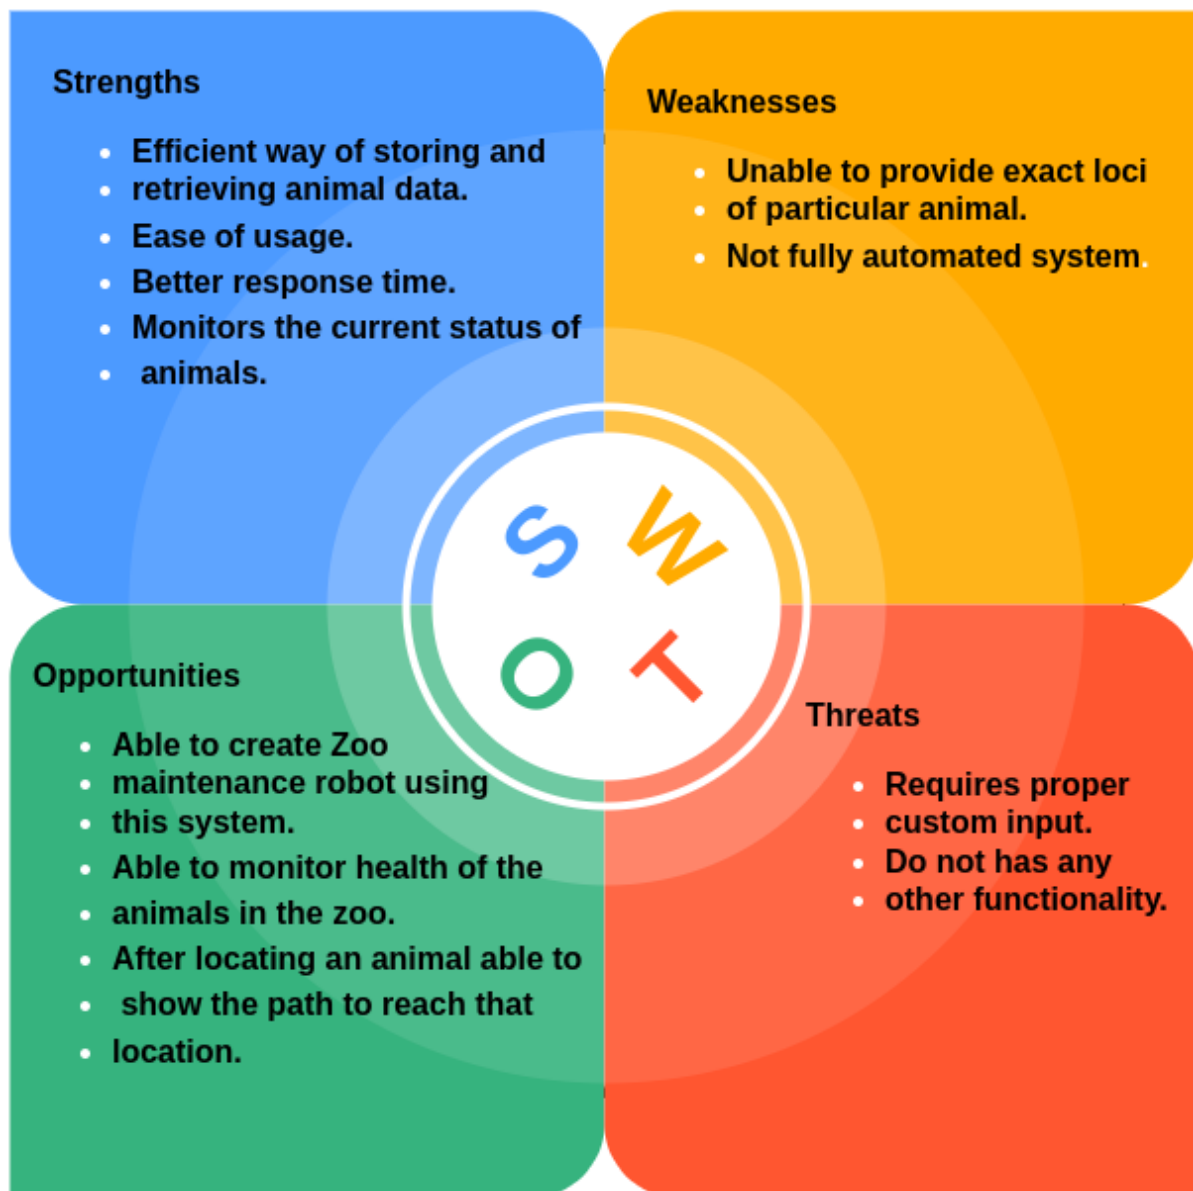 Strengths
• Efficient way of storing and
• retrieving animal data.
• Ease of usage.
• Better response time.
• Monitors the current status of
• animals.
Weaknesses
• Unable to provide exact loci
• of particular animal.
• Not fully automated system.
S W
O T
Opportunities
• Able to create Zoo
• maintenance robot using
• this system.
• Able to monitor health of the
• animals in the zoo.
• After locating an animal able to
• show the path to reach that
• location.
Threats
• Requires proper
• custom input.
• Do not has any
• other functionality.